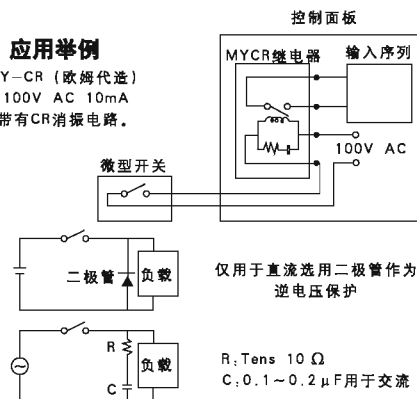 控制面板
应用举例
Y-CR（欧姆代造）
100V AC 10mA
带有CR消振电路。
MYCR继电器
输入序列
100V AC
微型开关
二极管
负载
仅用于直流选用二极管作为
逆电压保护
R
负载
C
R:Tens 10 Ω
C:0.1~0.2μF用于交流